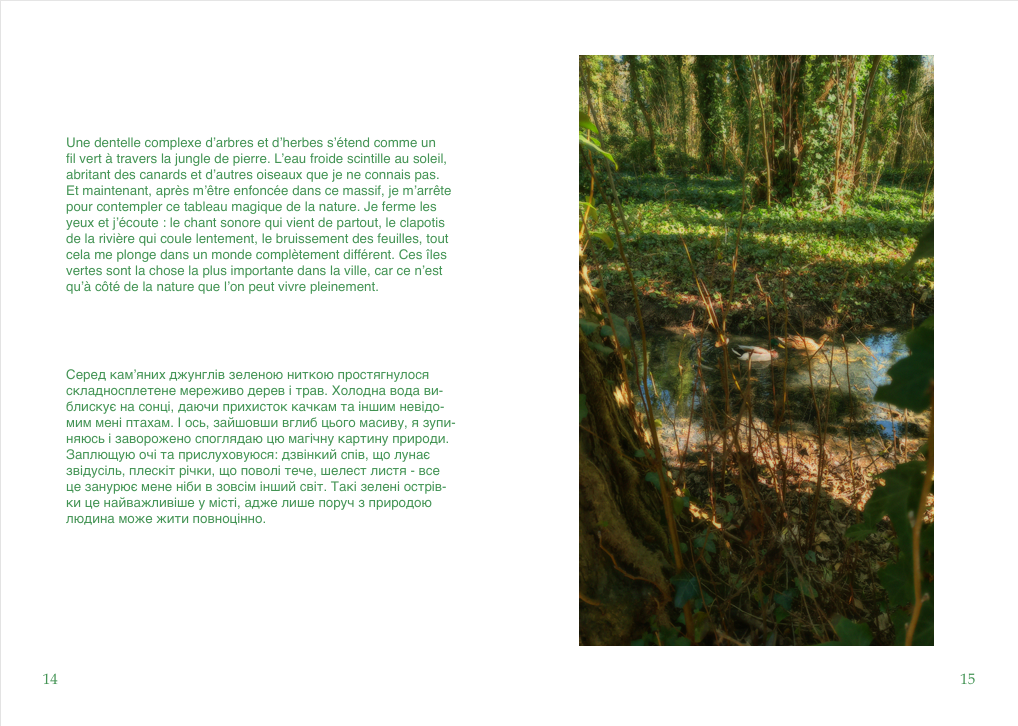 Une dentelle complexe d’arbres et d’herbes s’étend comme un
fil vert à travers la jungle de pierre. L’eau froide scintille au soleil,
abritant des canards et d’autres oiseaux que je ne connais pas.
Et maintenant, après m’être enfoncée dans ce massif, je m’arrête
pour contempler ce tableau magique de la nature. Je ferme les
yeux et j’écoute : le chant sonore qui vient de partout, le clapotis
de la rivière qui coule lentement, le bruissement des feuilles, tout
cela me plonge dans un monde complètement différent. Ces îles
vertes sont la chose la plus importante dans la ville, car ce n’est
qu’à côté de la nature que l’on peut vivre pleinement.
Серед кам’яних джунглів зеленою ниткою простягнулося
складносплетене мереживо дерев і трав. Холодна вода ви-
блискує на сонці, даючи прихисток качкам та іншим невідо-
мим мені птахам. І ось, зайшовши вглиб цього масиву, я зупи-
няюсь і заворожено споглядаю цю магічну картину природи.
Заплющую очі та прислуховуюся: дзвінкий спів, що лунає
звідусіль, плескіт річки, що поволі тече, шелест листя - все
це занурює мене ніби в зовсім інший світ. Такі зелені острів-
ки це найважливіше у місті, адже лише поруч з природою
людина може жити повноцінно.
14
15